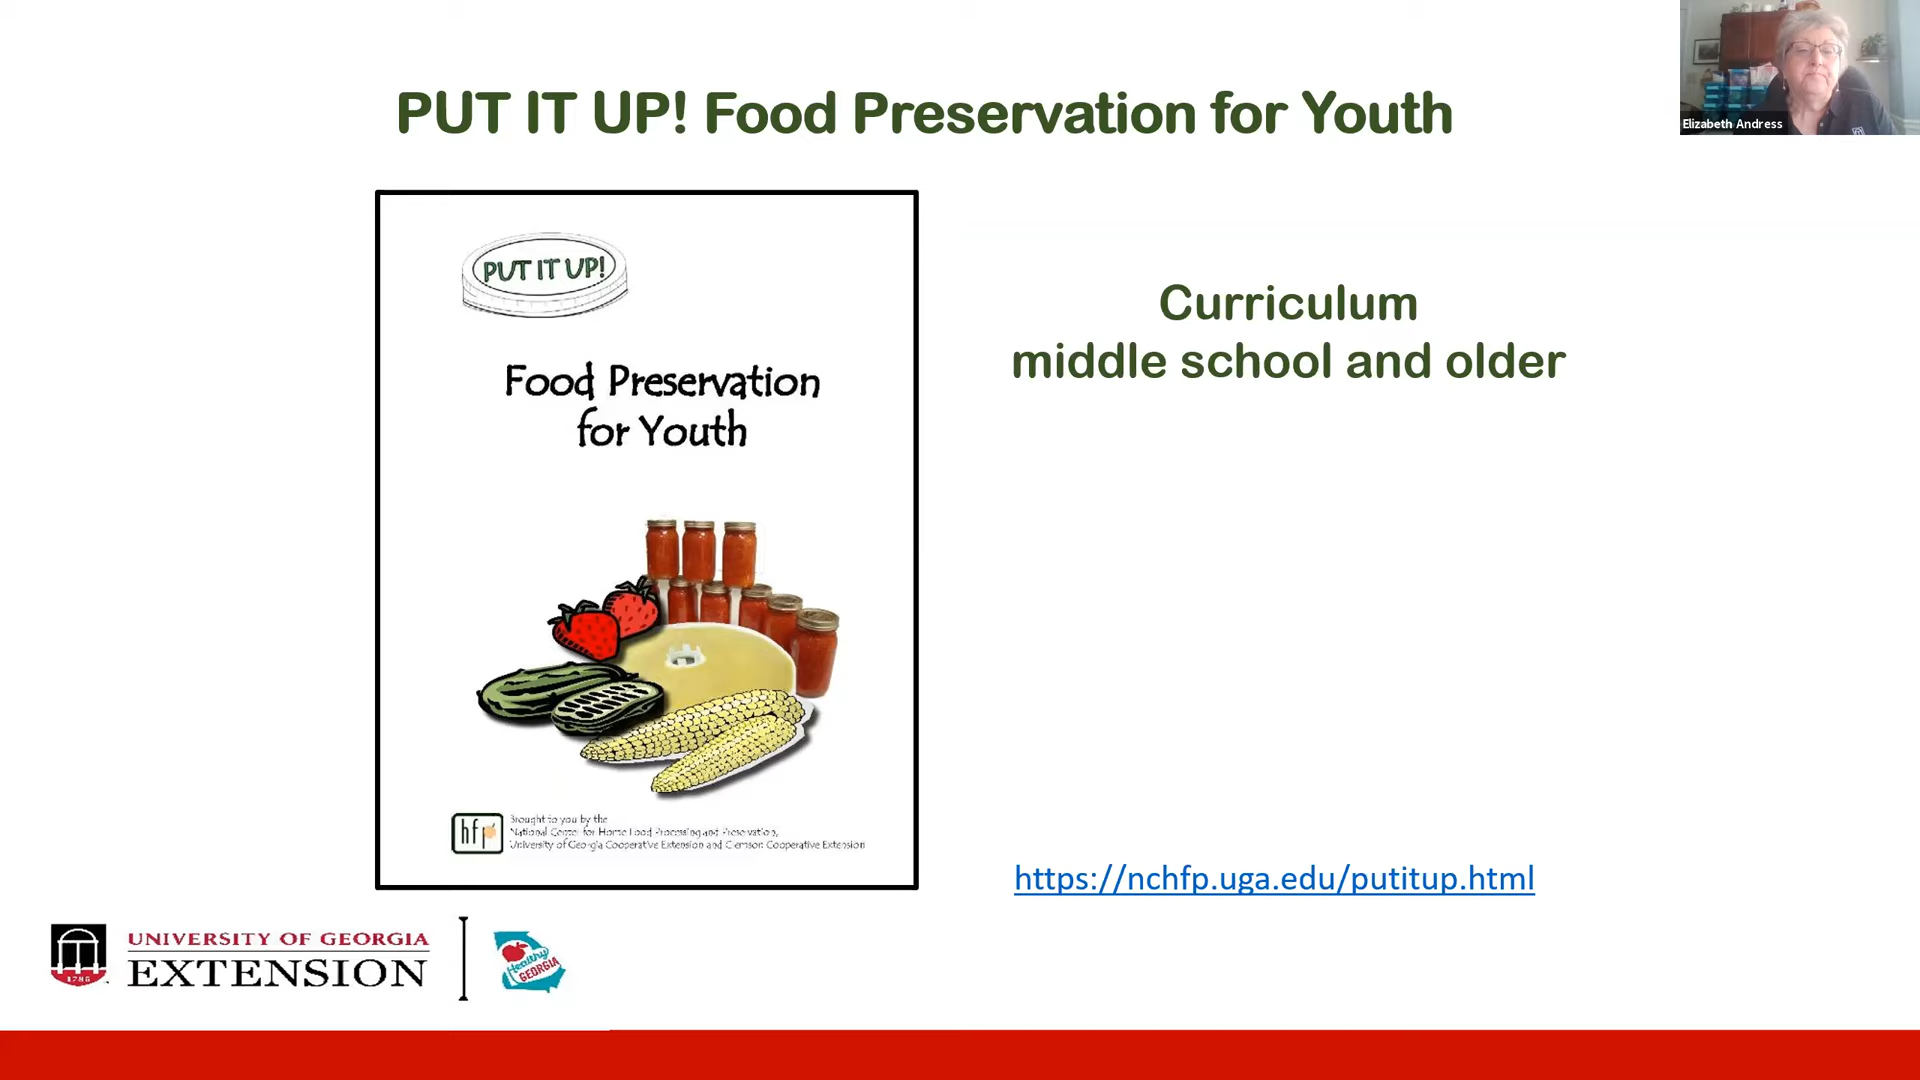 PUT IT UP! Food Preservation for Youth
Elizabeth Andress
PUT IT UP!
Food Preservation
for Youth
Curriculum
middle school and older
hfp
Brought to you by the
National Center for Home Food Processing and Preservation,
University of Georgia Cooperative Extension and Clemson Cooperative Extension
https://nchfp.uga.edu/putitup.html
1785
UNIVERSITY OF GEORGIA
EXTENSION
Healthy
GEORGIA